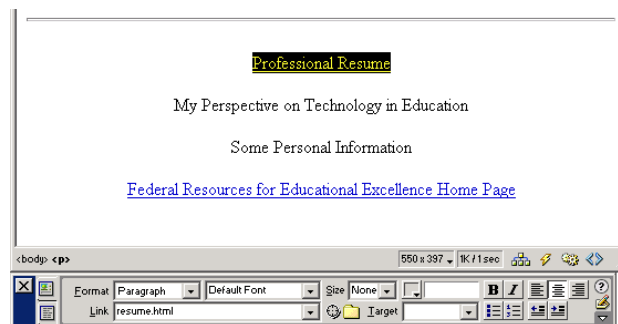 Professional Resume
My Perspective on Technology in Education
Some Personal Information
Federal Resources for Educational Excellence Home Page
<body> <p> 550 x 397 1K / 1 sec
Format Paragraph Default Font Size None B I ?
Link resume.html Target